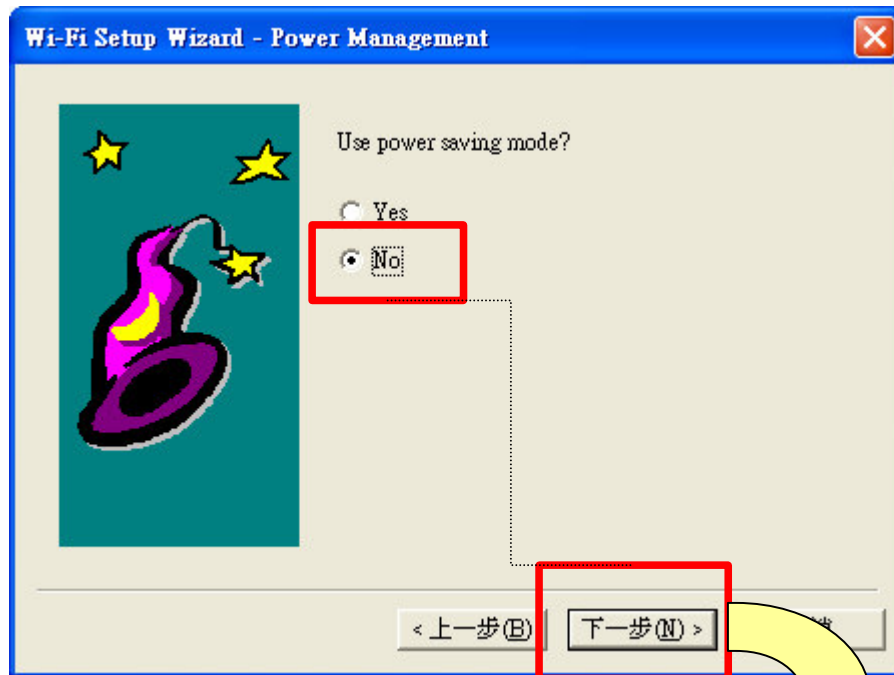 Wi-Fi Setup Wizard - Power Management
Use power saving mode?
Yes
No
< 上一步(B)
下一步(N) >